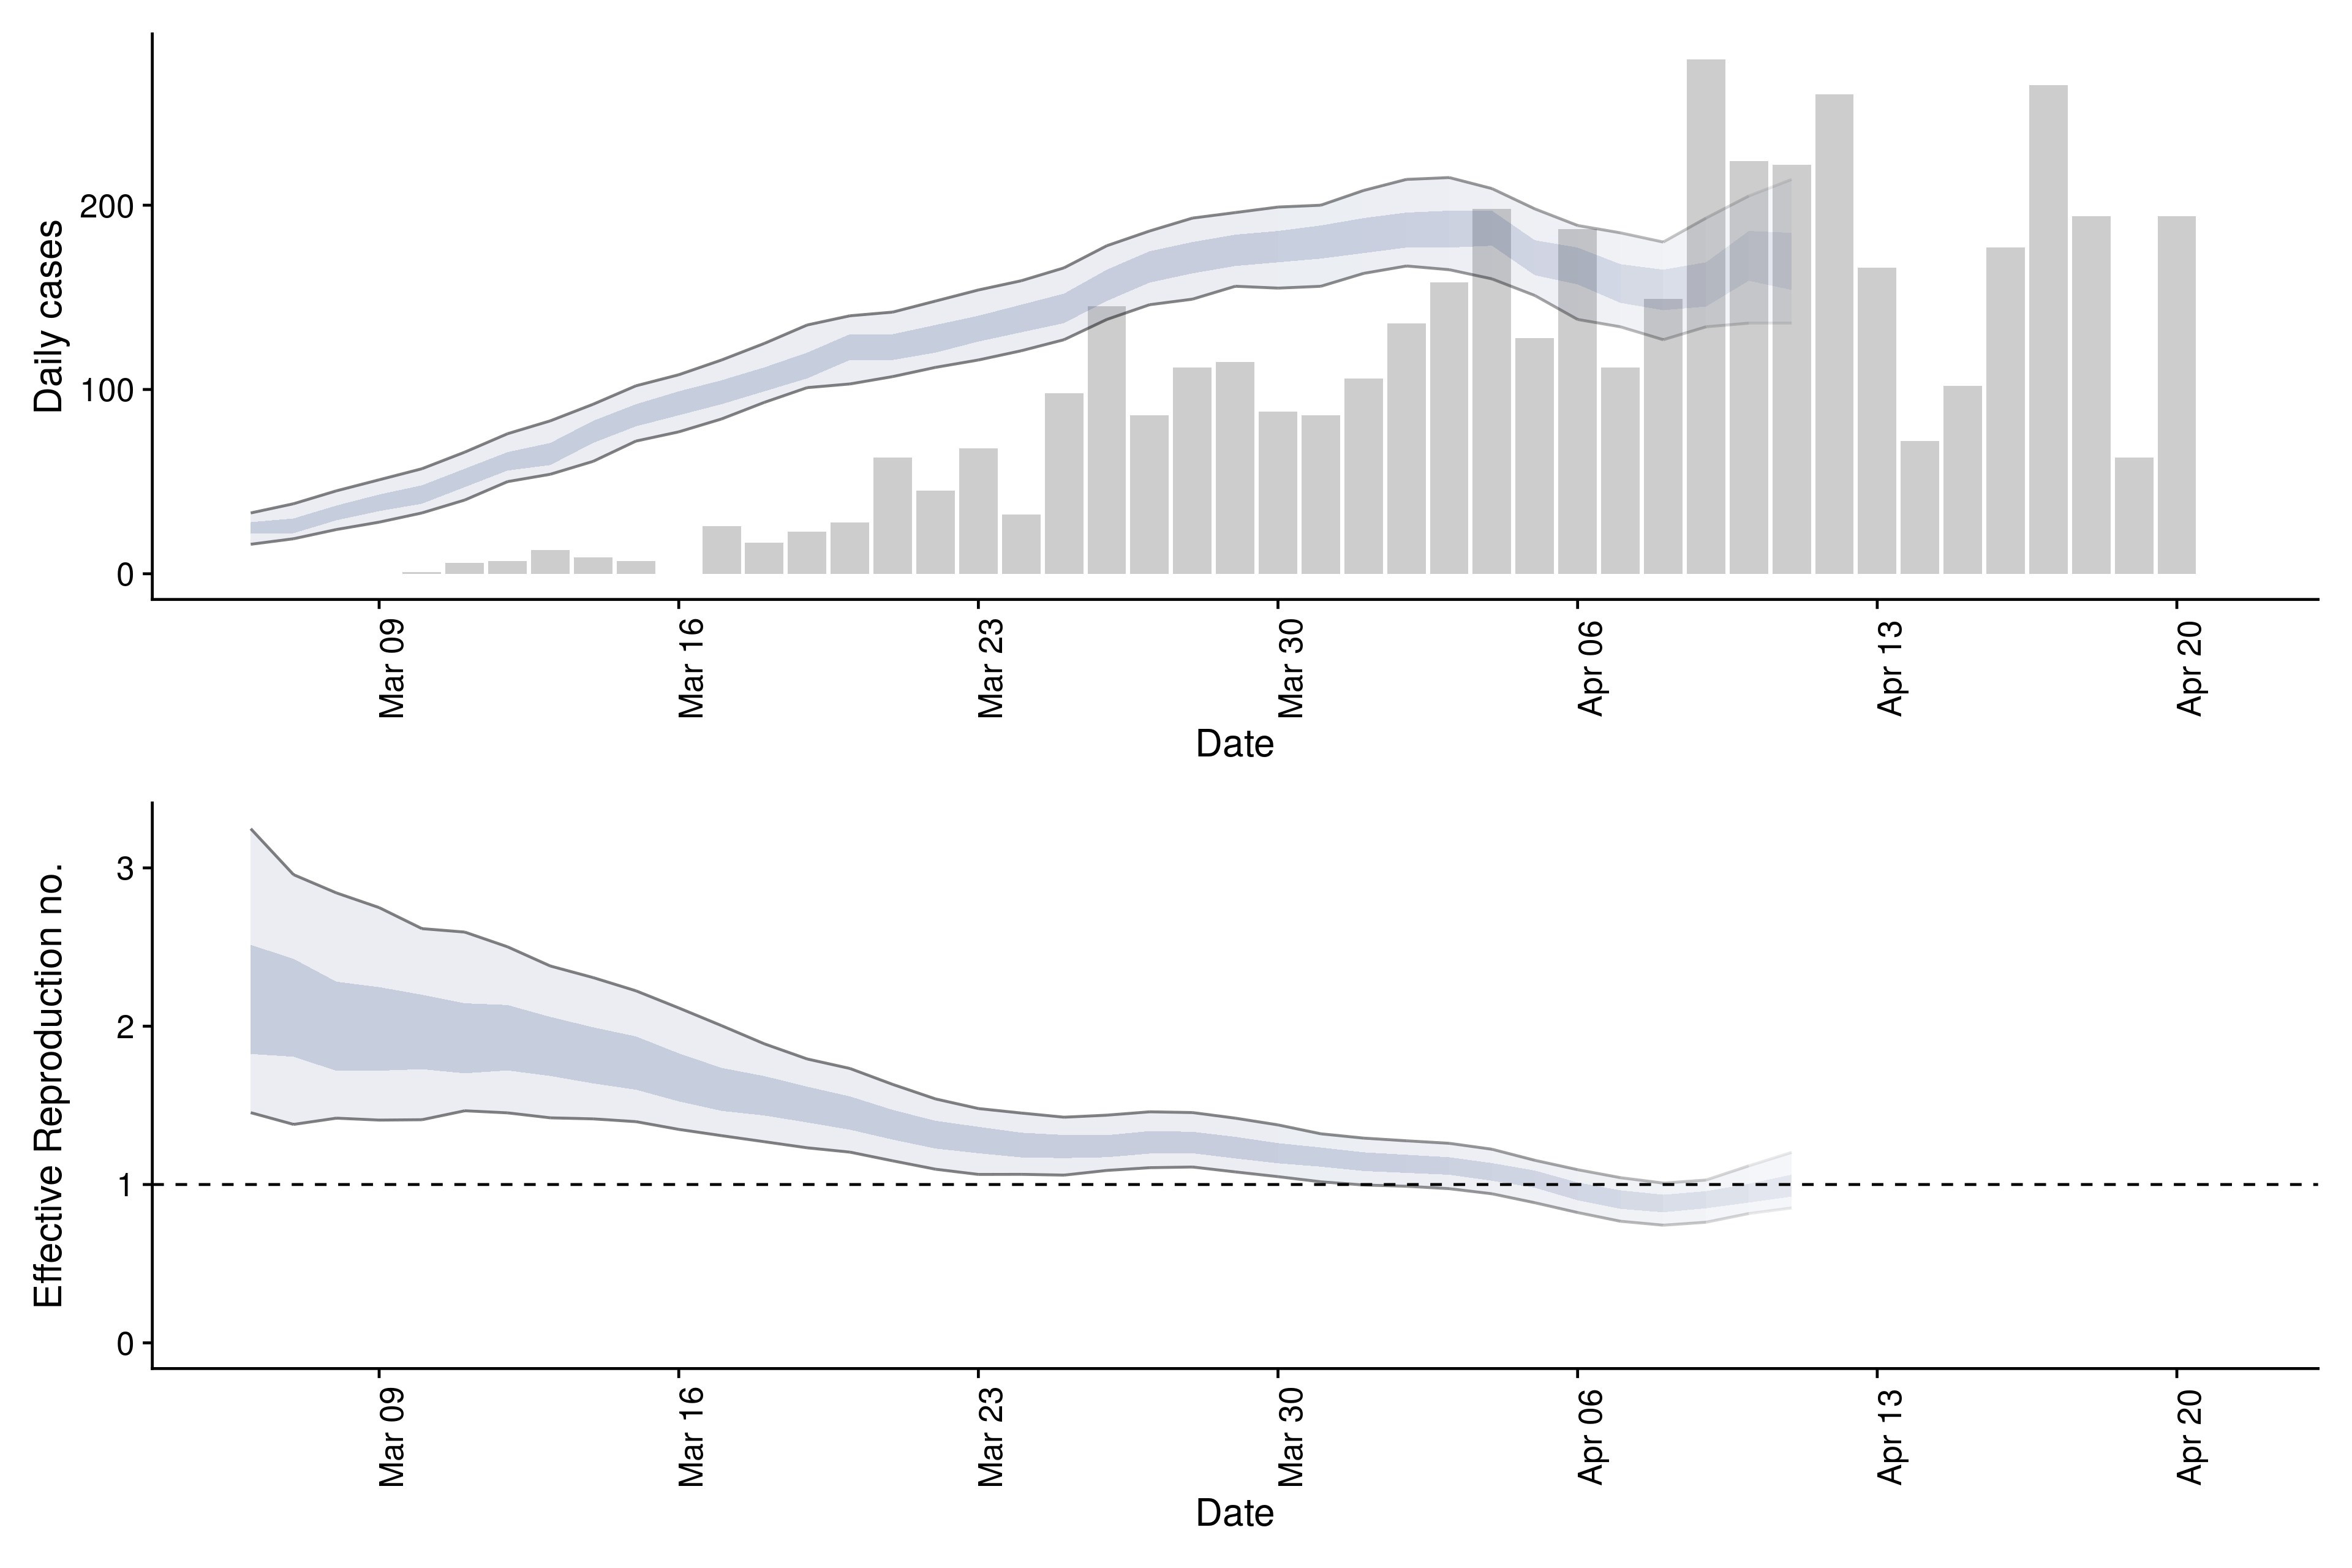 Daily cases
200
100
0
Mar 09
Mar 16
Mar 23
Mar 30
Apr 06
Apr 13
Apr 20
Date
Effective Reproduction no.
3
2
1
0
Mar 09
Mar 16
Mar 23
Mar 30
Apr 06
Apr 13
Apr 20
Date